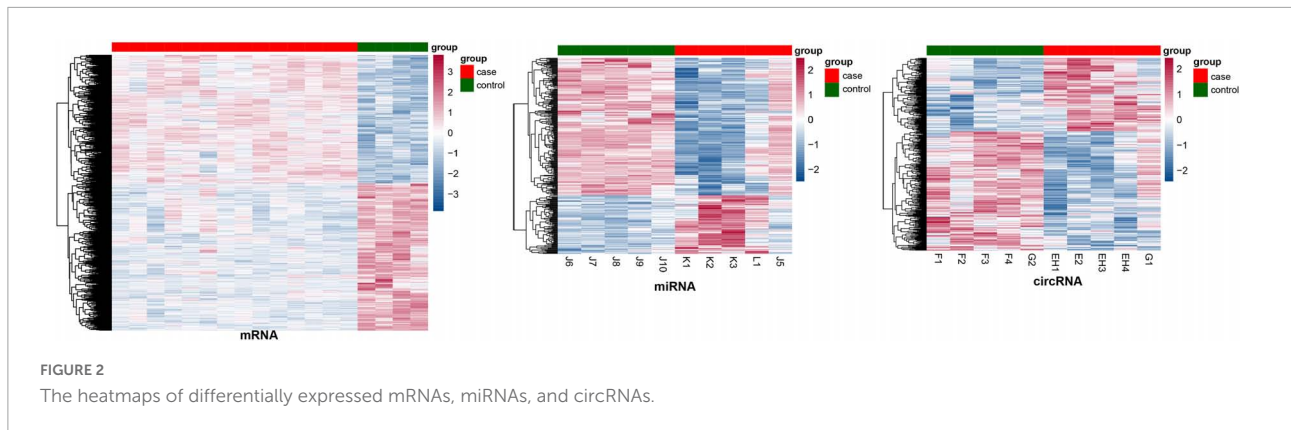 group
group
case
control
3
2
1
0
−1
−2
−3
mRNA
group
group
case
control
2
1
0
−1
−2
J6
J7
J8
J9
J10
K1
K2
K3
L1
J5
miRNA
group
group
case
control
2
1
0
−1
−2
F1
F2
F3
F4
G2
EH1
E2
EH3
EH4
G1
circRNA
FIGURE 2
The heatmaps of differentially expressed mRNAs, miRNAs, and circRNAs.